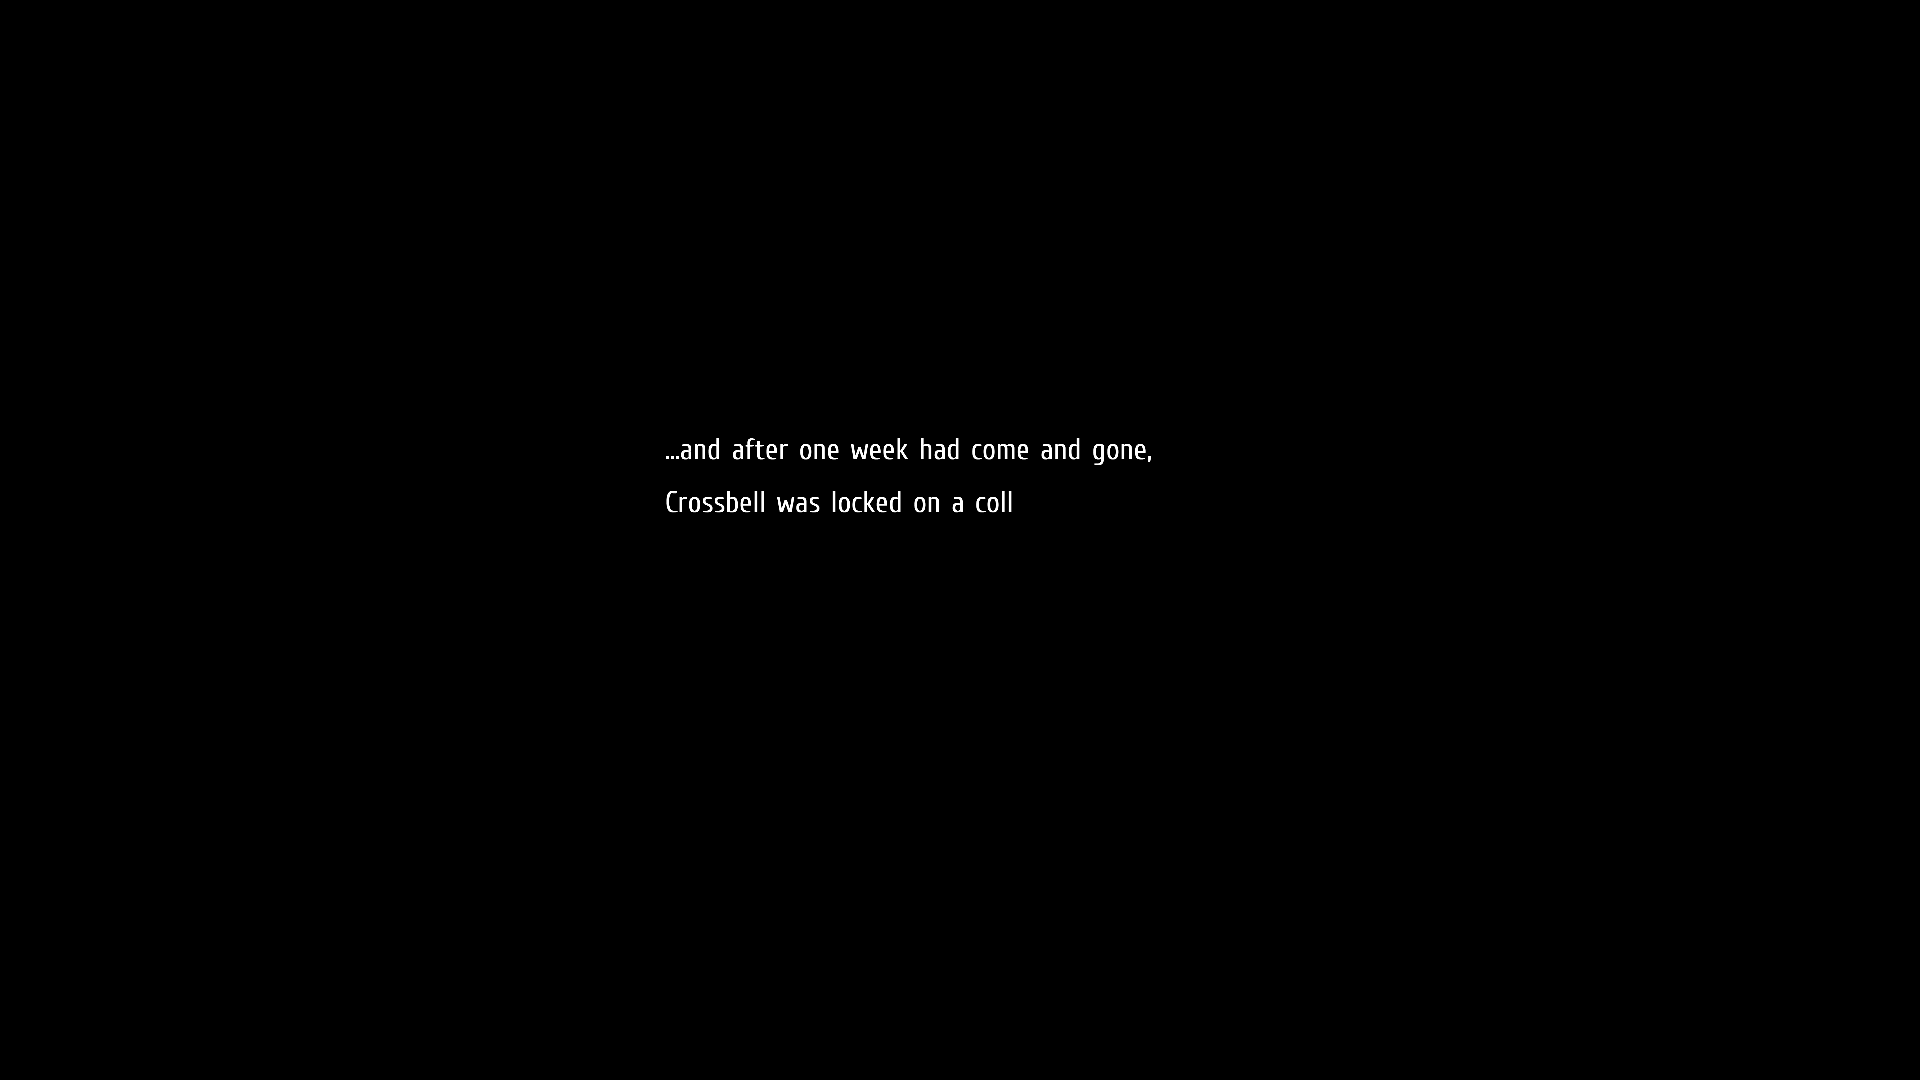 ...and after one week had come and gone,
Crossbell was locked on a coll